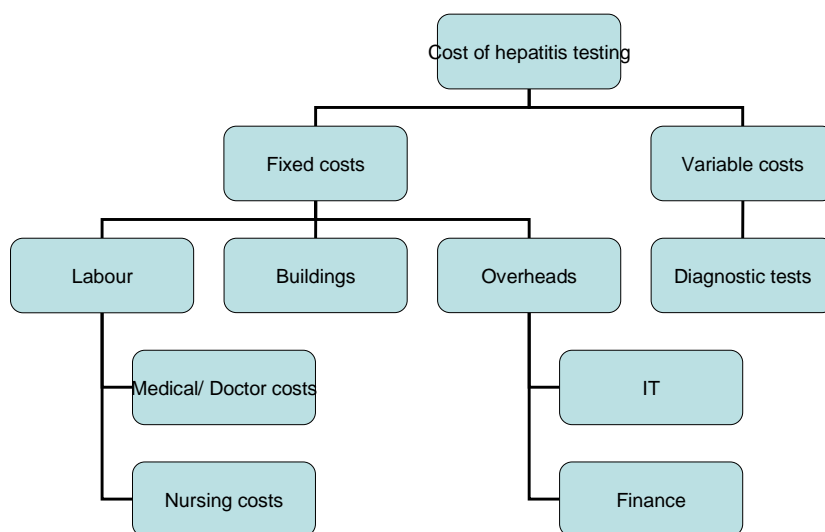 Cost of hepatitis testing
Fixed costs
Variable costs
Labour
Buildings
Overheads
Diagnostic tests
Medical/ Doctor costs
IT
Nursing costs
Finance